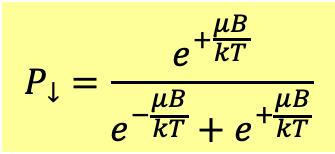 P↓ = e^{+μB/kT} / (e^{-μB/kT} + e^{+μB/kT})